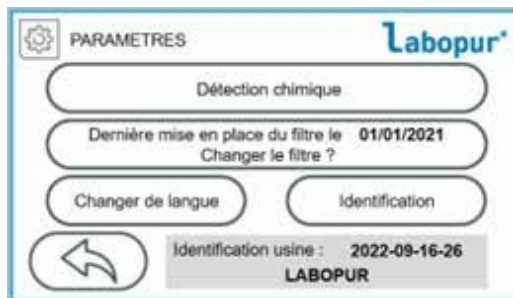 PARAMETRES
Labopur
Détection chimique
Dernière mise en place du filtre le 01/01/2021
Changer le filtre ?
Changer de langue
Identification
Identification usine : 2022-09-16-26
LABOPUR